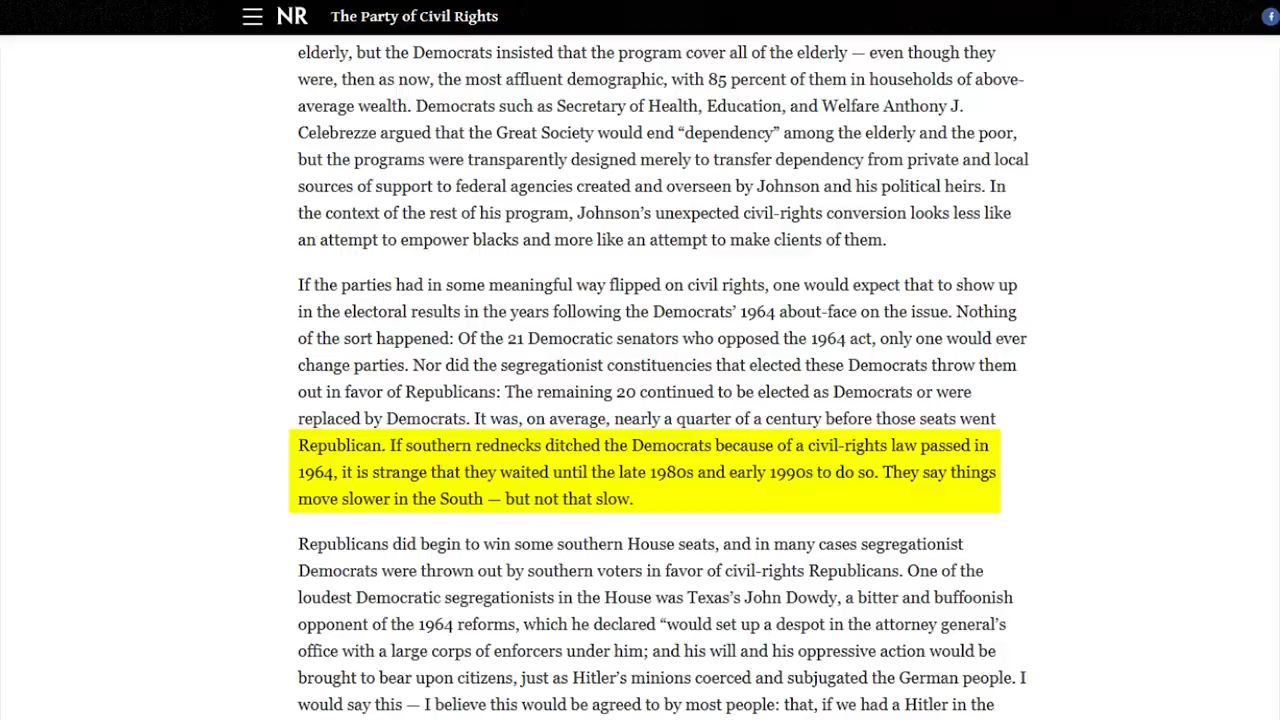 NR The Party of Civil Rights f
elderly, but the Democrats insisted that the program cover all of the elderly — even though they
were, then as now, the most affluent demographic, with 85 percent of them in households of above-
average wealth. Democrats such as Secretary of Health, Education, and Welfare Anthony J.
Celebrezze argued that the Great Society would end “dependency” among the elderly and the poor,
but the programs were transparently designed merely to transfer dependency from private and local
sources of support to federal agencies created and overseen by Johnson and his political heirs. In
the context of the rest of his program, Johnson’s unexpected civil-rights conversion looks less like
an attempt to empower blacks and more like an attempt to make clients of them.
If the parties had in some meaningful way flipped on civil rights, one would expect that to show up
in the electoral results in the years following the Democrats’ 1964 about-face on the issue. Nothing
of the sort happened: Of the 21 Democratic senators who opposed the 1964 act, only one would ever
change parties. Nor did the segregationist constituencies that elected these Democrats throw them
out in favor of Republicans: The remaining 20 continued to be elected as Democrats or were
replaced by Democrats. It was, on average, nearly a quarter of a century before those seats went
Republican. If southern rednecks ditched the Democrats because of a civil-rights law passed in
1964, it is strange that they waited until the late 1980s and early 1990s to do so. They say things
move slower in the South — but not that slow.
Republicans did begin to win some southern House seats, and in many cases segregationist
Democrats were thrown out by southern voters in favor of civil-rights Republicans. One of the
loudest Democratic segregationists in the House was Texas’s John Dowdy, a bitter and buffoonish
opponent of the 1964 reforms, which he declared “would set up a despot in the attorney general’s
office with a large corps of enforcers under him; and his will and his oppressive action would be
brought to bear upon citizens, just as Hitler’s minions coerced and subjugated the German people. I
would say this — I believe this would be agreed to by most people: that, if we had a Hitler in the